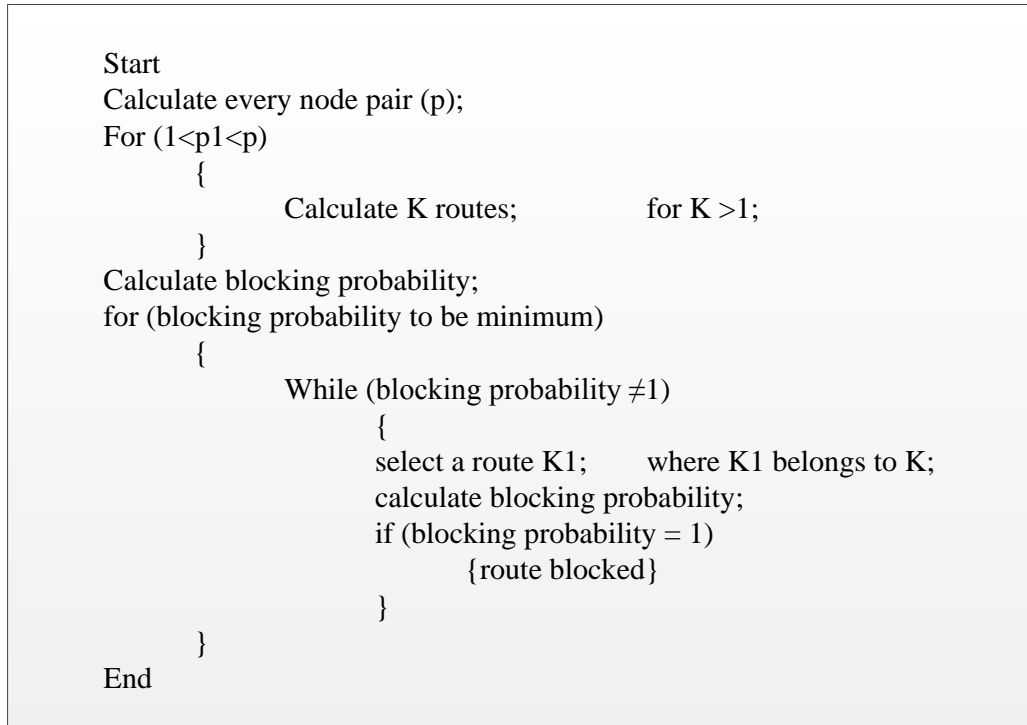 Start
Calculate every node pair (p);
For (1<p1<p)
{
Calculate K routes; for K >1;
}
Calculate blocking probability;
for (blocking probability to be minimum)
{
While (blocking probability ≠1)
{
select a route K1; where K1 belongs to K;
calculate blocking probability;
if (blocking probability = 1)
{route blocked}
}
}
End